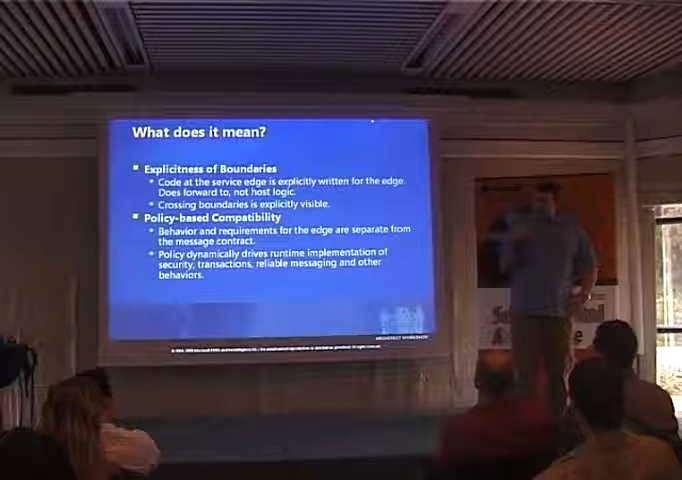 What does it mean?
Explicitness of Boundaries
Code at the service edge is explicitly written for the edge.
Does forward to, not host logic.
Crossing boundaries is explicitly visible.
Policy-based Compatibility
Behavior and requirements for the edge are separate from
the message contract.
Policy dynamically drives runtime implementation of
security, transactions, reliable messaging and other
behaviors.